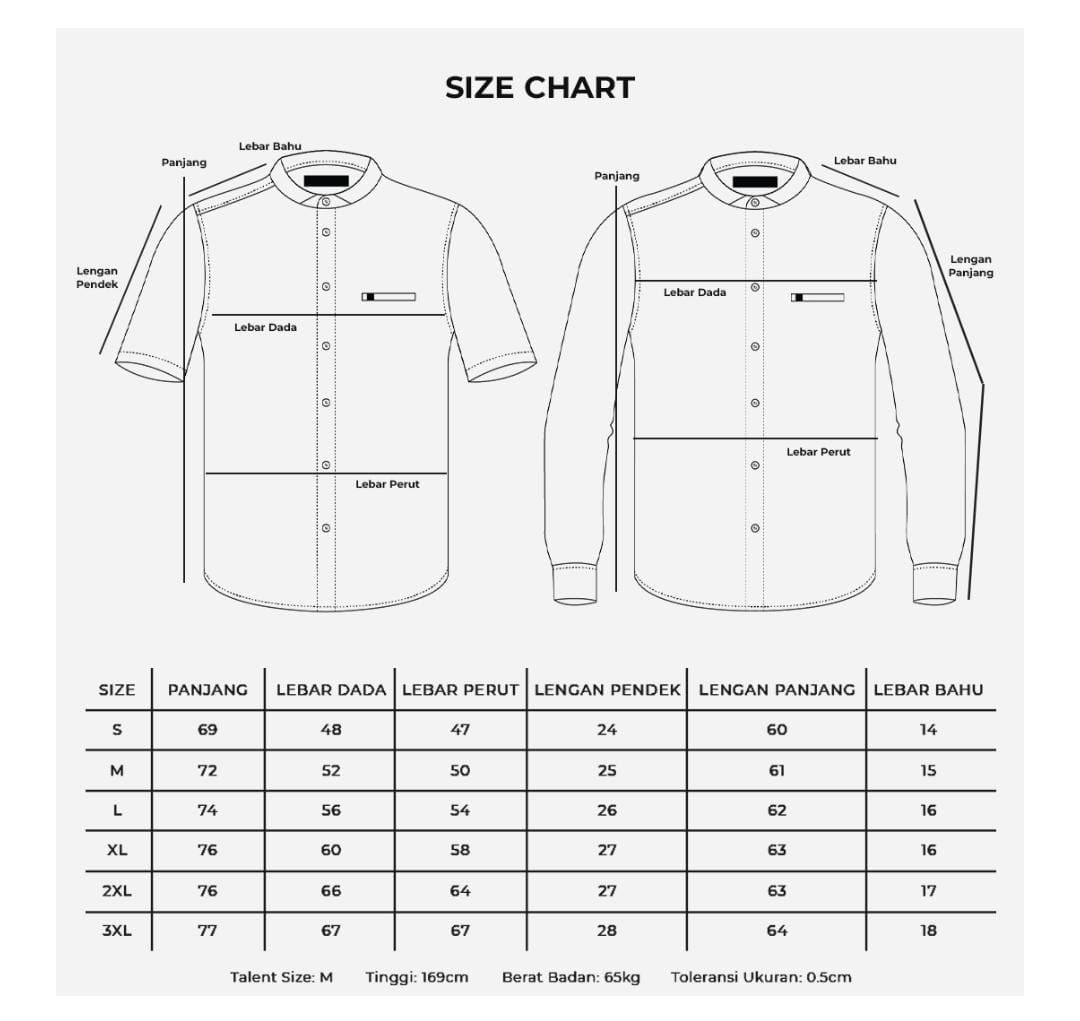 SIZE CHART
Lebar Bahu
Panjang
Lengan
Pendek
Lebar Dada
Lebar Perut
Lebar Bahu
Panjang
Lengan
Panjang
Lebar Dada
Lebar Perut
SIZE PANJANG LEBAR DADA LEBAR PERUT LENGAN PENDEK LENGAN PANJANG LEBAR BAHU
S 69 48 47 24 60 14
M 72 52 50 25 61 15
L 74 56 54 26 62 16
XL 76 60 58 27 63 16
2XL 76 66 64 27 63 17
3XL 77 67 67 28 64 18
Talent Size: M Tinggi: 169cm Berat Badan: 65kg Toleransi Ukuran: 0.5cm